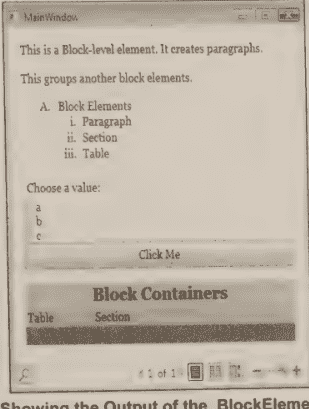 MainWindow
This is a Block-level element. It creates paragraphs.
This groups another block elements.
A. Block Elements
i. Paragraph
ii. Section
iii. Table
Choose a value:
a
b
c
Click Me
Block Containers
Table Section
1 of 1
Showing the Output of the BlockEleme